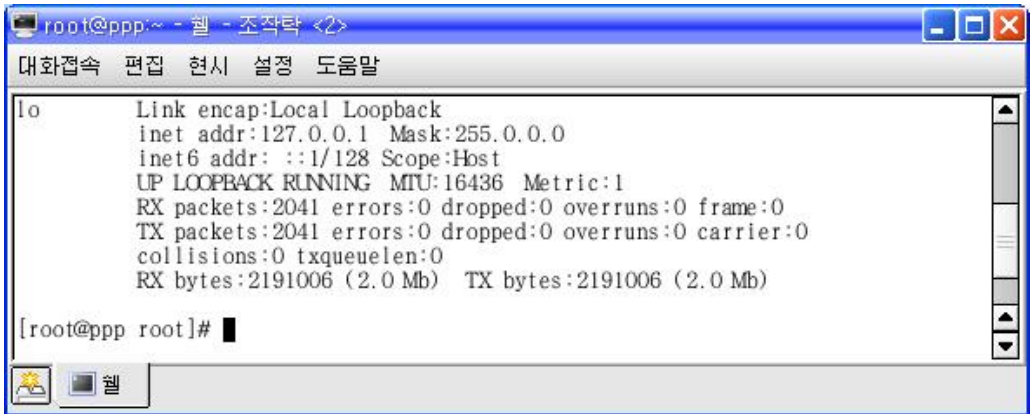 root@ppp:~ - 쉘 - 조작탁 <2>
대화접속 편집 현시 설정 도움말
lo Link encap:Local Loopback
inet addr:127.0.0.1 Mask:255.0.0.0
inet6 addr: ::1/128 Scope:Host
UP LOOPBACK RUNNING MTU:16436 Metric:1
RX packets:2041 errors:0 dropped:0 overruns:0 frame:0
TX packets:2041 errors:0 dropped:0 overruns:0 carrier:0
collisions:0 txqueuelen:0
RX bytes:2191006 (2.0 Mb) TX bytes:2191006 (2.0 Mb)
[root@ppp root]#
쉘